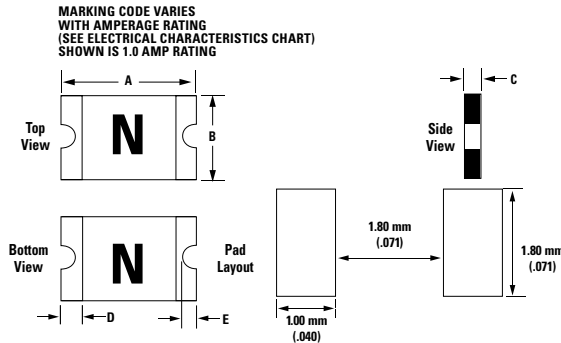 MARKING CODE VARIES
WITH AMPERAGE RATING
(SEE ELECTRICAL CHARACTERISTICS CHART)
SHOWN IS 1.0 AMP RATING
A
C
Top
View
N
B
Side
View
Bottom
View
N
Pad
Layout
1.80 mm
(.071)
1.80 mm
(.071)
D
E
1.00 mm
(.040)